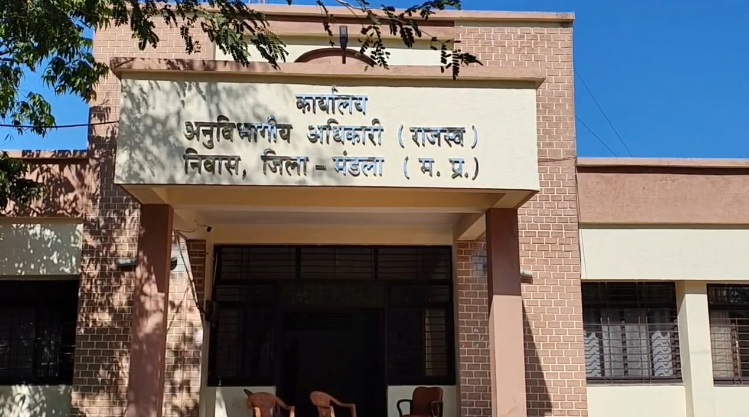 कार्यालय
अनुविभागीय अधिकारी ( राजस्व )
निवास, जिला - मंडला ( म. प्र. )